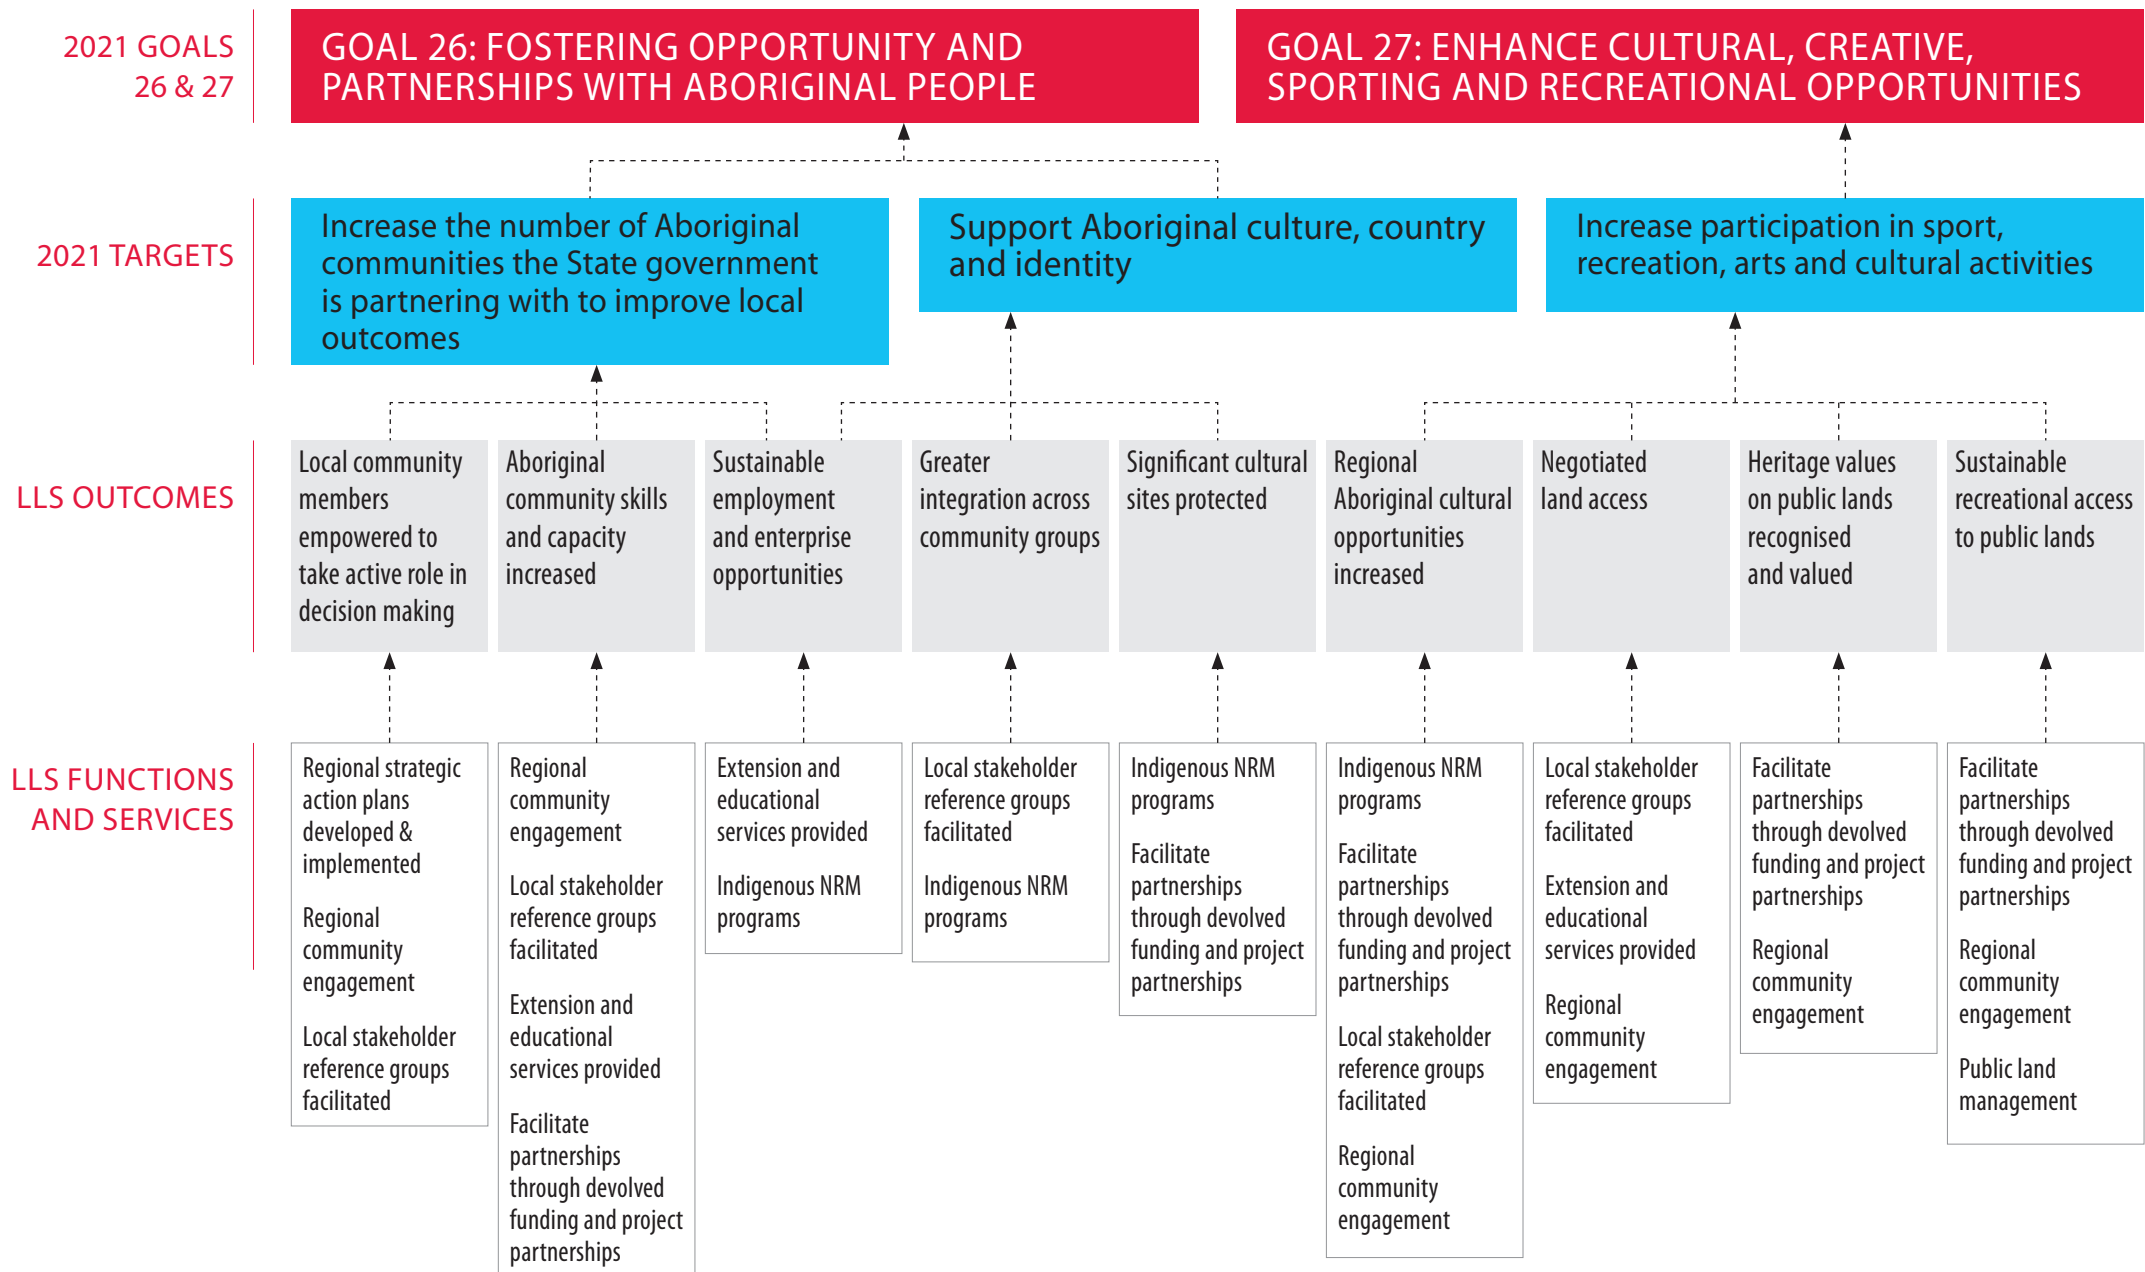 2021 GOALS
26 & 27
GOAL 26: FOSTERING OPPORTUNITY AND
PARTNERSHIPS WITH ABORIGINAL PEOPLE
GOAL 27: ENHANCE CULTURAL, CREATIVE,
SPORTING AND RECREATIONAL OPPORTUNITIES
2021 TARGETS
Increase the number of Aboriginal
communities the State government
is partnering with to improve local
outcomes
Support Aboriginal culture, country
and identity
Increase participation in sport,
recreation, arts and cultural activities
LLS OUTCOMES
Local community
members
empowered to
take active role in
decision making
Aboriginal
community skills
and capacity
increased
Sustainable
employment
and enterprise
opportunities
Greater
integration across
community groups
Significant cultural
sites protected
Regional
Aboriginal cultural
opportunities
increased
Negotiated
land access
Heritage values
on public lands
recognised
and valued
Sustainable
recreational access
to public lands
LLS FUNCTIONS
AND SERVICES
Regional strategic
action plans
developed &
implemented
Regional
community
engagement
Local stakeholder
reference groups
facilitated
Regional
community
engagement
Local stakeholder
reference groups
facilitated
Extension and
educational
services provided
Facilitate
partnerships
through devolved
funding and project
partnerships
Extension and
educational
services provided
Indigenous NRM
programs
Local stakeholder
reference groups
facilitated
Indigenous NRM
programs
Indigenous NRM
programs
Facilitate
partnerships
through devolved
funding and project
partnerships
Indigenous NRM
programs
Facilitate
partnerships
through devolved
funding and project
partnerships
Local stakeholder
reference groups
facilitated
Regional
community
engagement
Local stakeholder
reference groups
facilitated
Extension and
educational
services provided
Regional
community
engagement
Facilitate
partnerships
through devolved
funding and project
partnerships
Regional
community
engagement
Facilitate
partnerships
through devolved
funding and project
partnerships
Regional
community
engagement
Public land
management